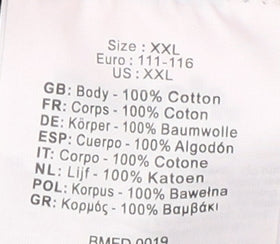 Size : XXL
Euro : 111-116
US : XXL
GB: Body - 100% Cotton
FR: Corps - 100% Coton
DE: Körper - 100% Baumwolle
ESP: Cuerpo - 100% Algodón
IT: Corpo - 100% Cotone
NL: Lijf - 100% Katoen
POL: Korpus - 100% Bawełna
GR: Κορμός - 100% Βαμβάκι
BMED 0019